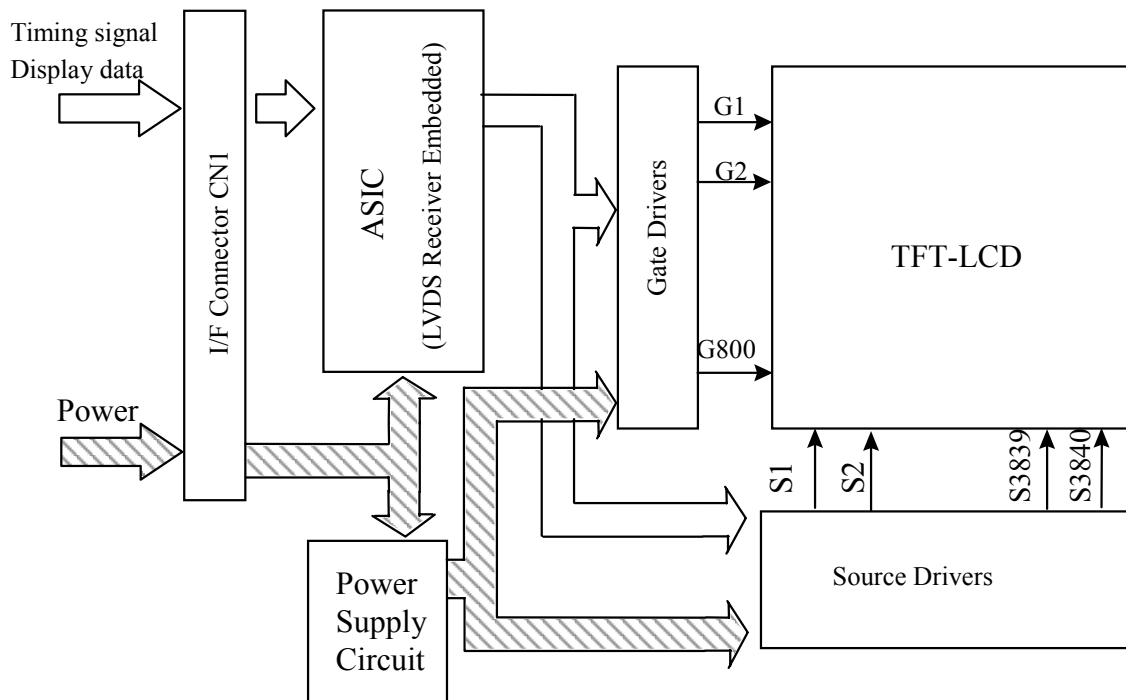 Timing signal
Display data
I/F Connector CN1
ASIC
(LVDS Receiver Embedded)
Gate Drivers
G1
G2
G800
TFT-LCD
Power
S1
S2
S3839
S3840
Power
Supply
Circuit
Source Drivers